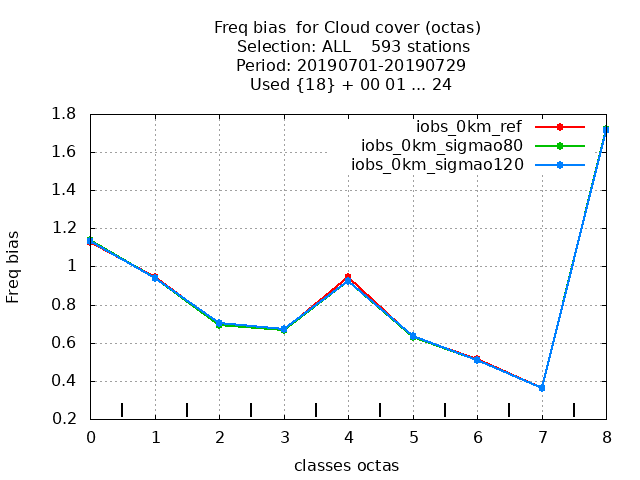 Freq bias  for Cloud cover (octas)
Selection: ALL    593 stations
Period: 20190701-20190729
Used {18} + 00 01 ... 24
iobs_0km_ref
iobs_0km_sigmao80
iobs_0km_sigmao120
Freq bias
1.8
1.6
1.4
1.2
1
0.8
0.6
0.4
0.2
0 1 2 3 4 5 6 7 8
classes octas